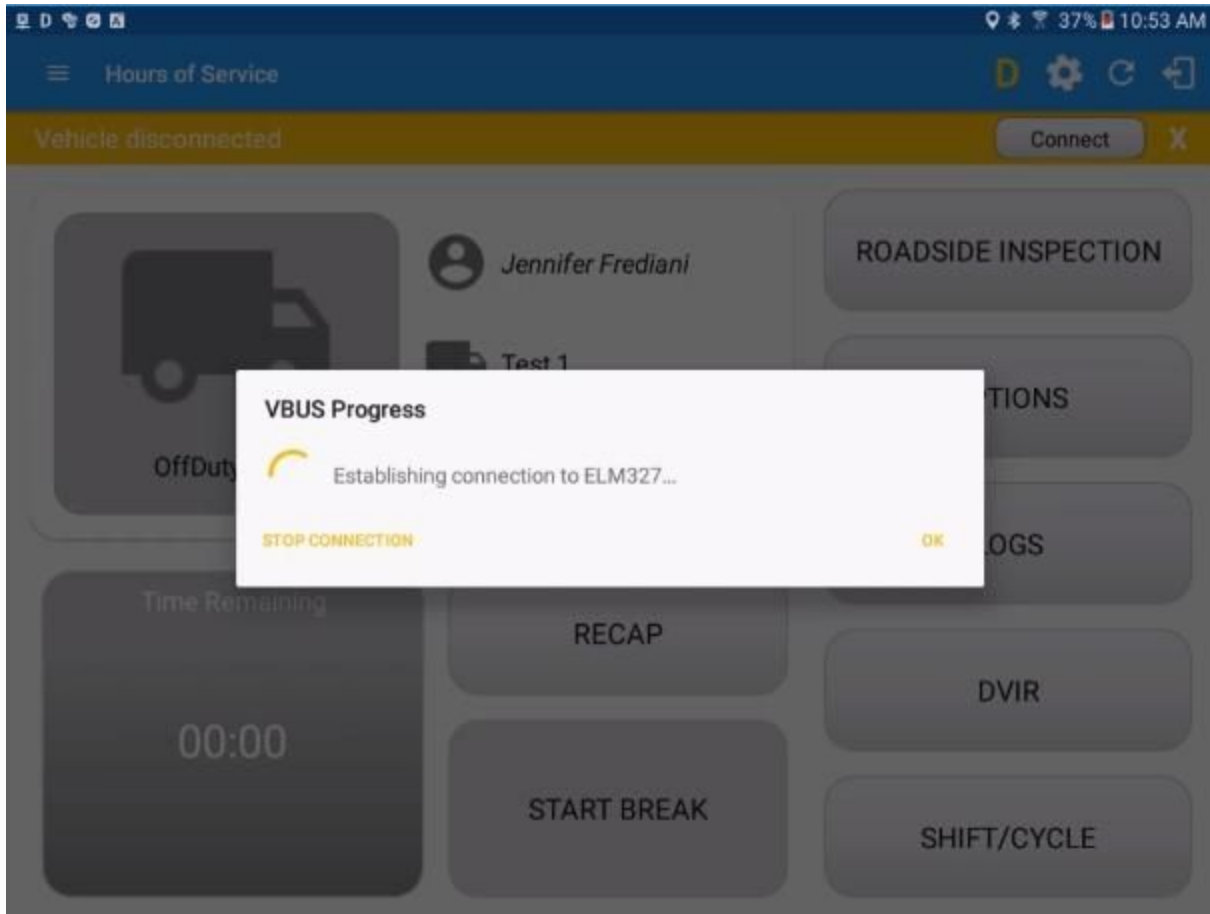 D 37% 10:53 AM
Hours of Service D
Vehicle disconnected Connect X
Jennifer Frediani
ROADSIDE INSPECTION
Test 1
VBUS Progress
TIONS
OffDuty
Establishing connection to ELM327...
STOP CONNECTION OK
OGS
Time Remaining
RECAP
DVIR
00:00
START BREAK
SHIFT/CYCLE